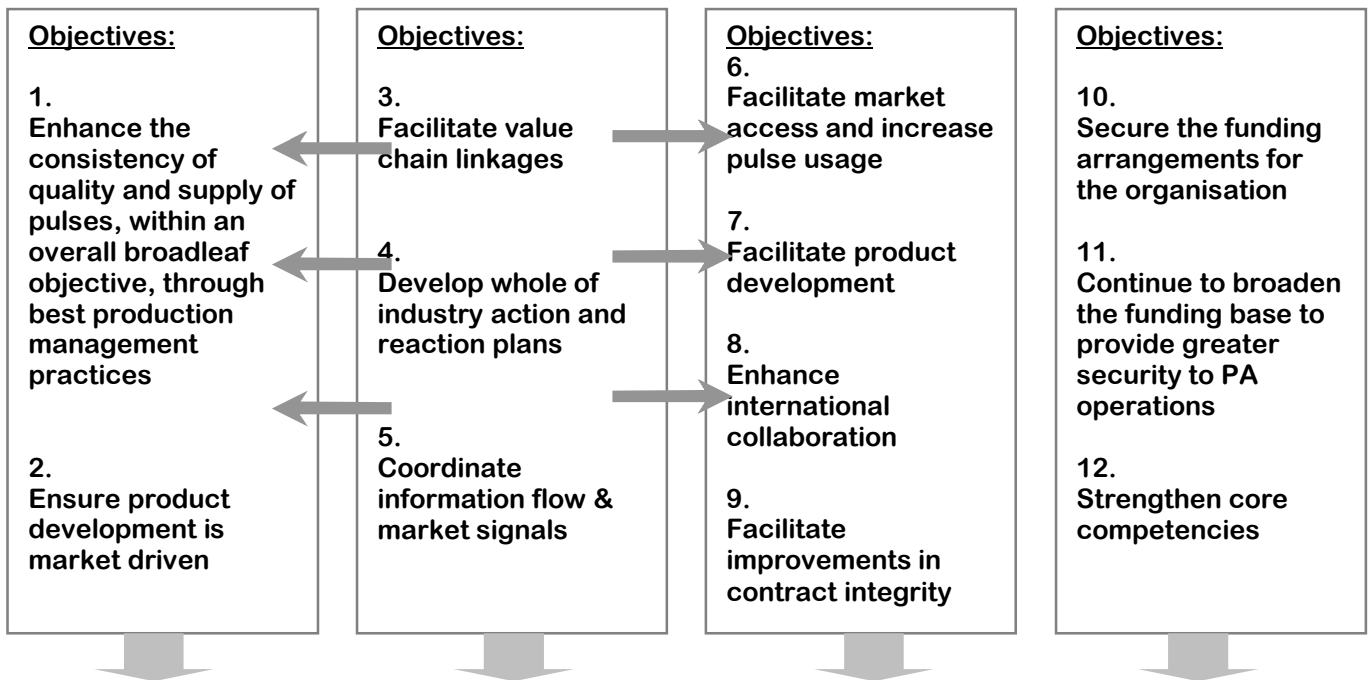 Objectives:
1.
Enhance the
consistency of
quality and supply of
pulses, within an
overall broadleaf
objective, through
best production
management
practices
2.
Ensure product
development is
market driven
Objectives:
3.
Facilitate value
chain linkages
4.
Develop whole of
industry action and
reaction plans
5.
Coordinate
information flow &
market signals
Objectives:
6.
Facilitate market
access and increase
pulse usage
7.
Facilitate product
development
8.
Enhance
international
collaboration
9.
Facilitate
improvements in
contract integrity
Objectives:
10.
Secure the funding
arrangements for
the organisation
11.
Continue to broaden
the funding base to
provide greater
security to PA
operations
12.
Strengthen core
competencies